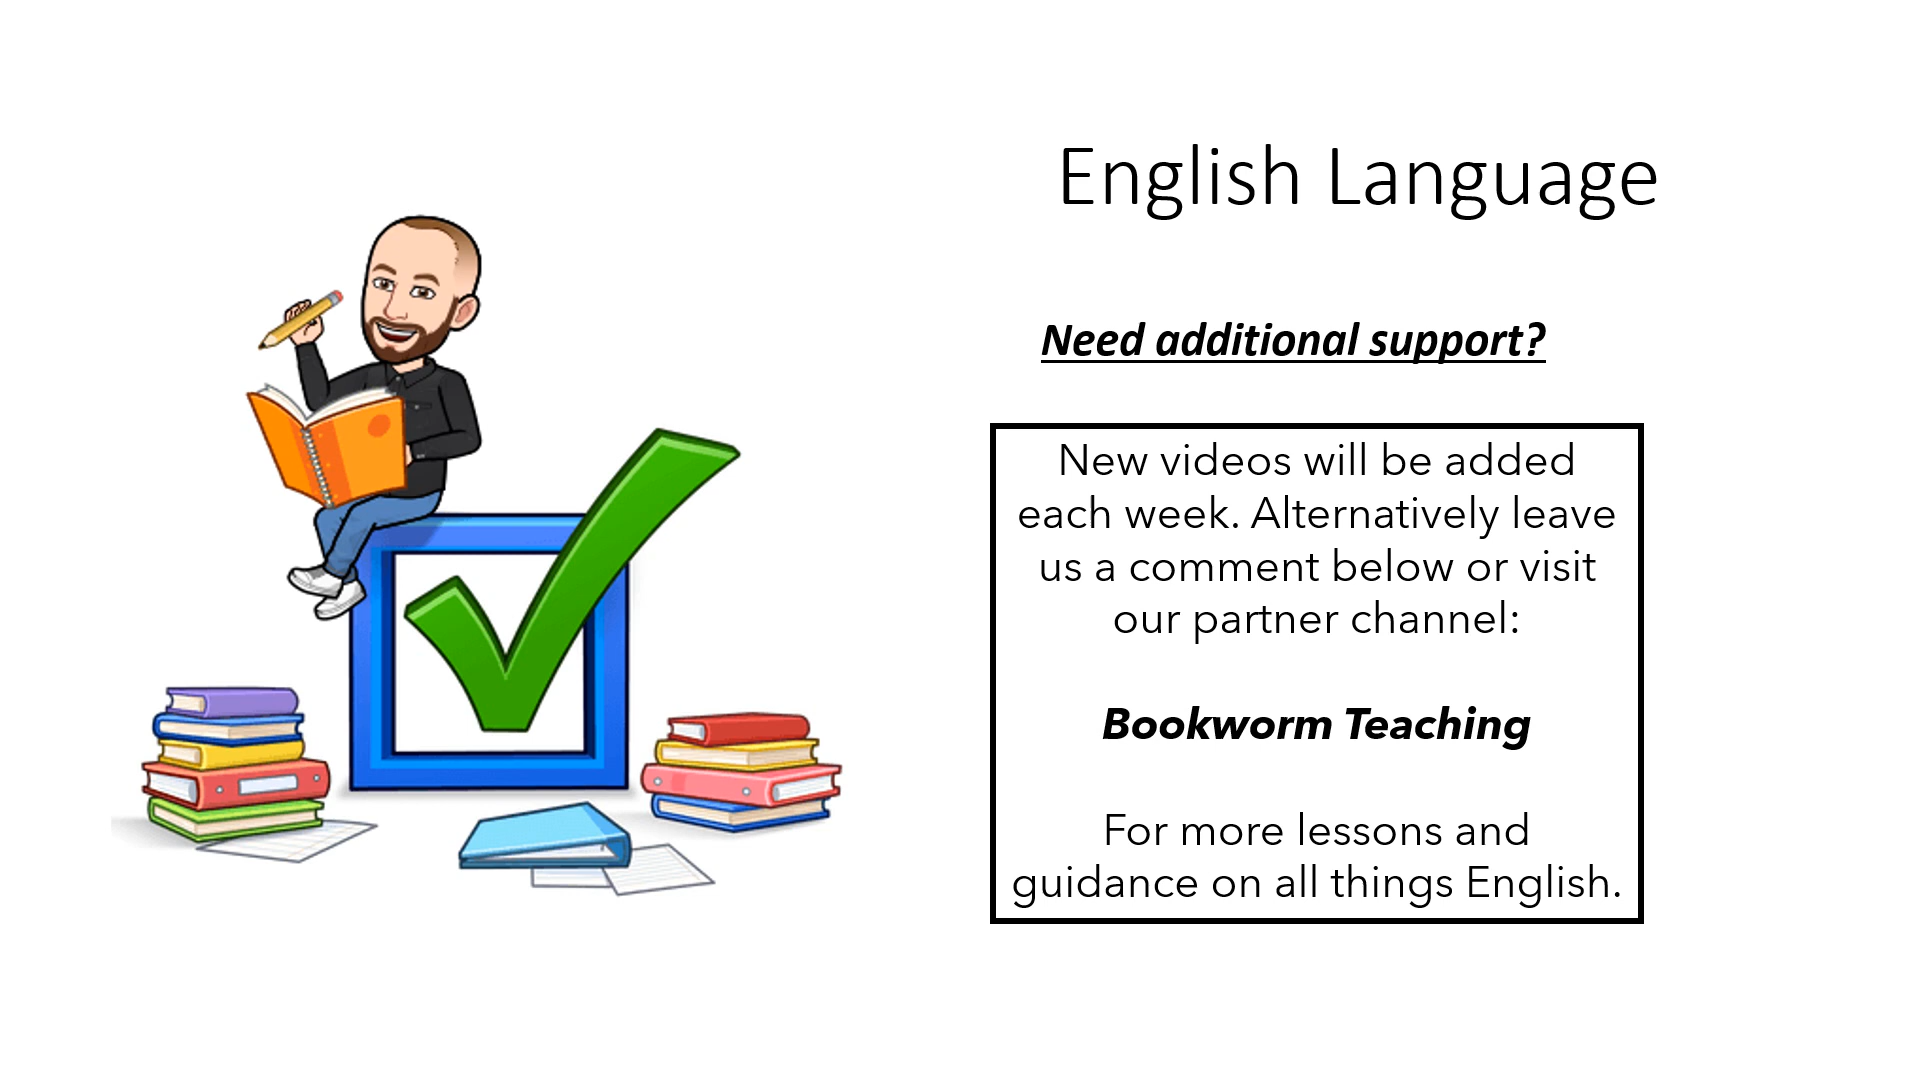 English Language
Need additional support?
New videos will be added
each week. Alternatively leave
us a comment below or visit
our partner channel:
Bookworm Teaching
For more lessons and
guidance on all things English.